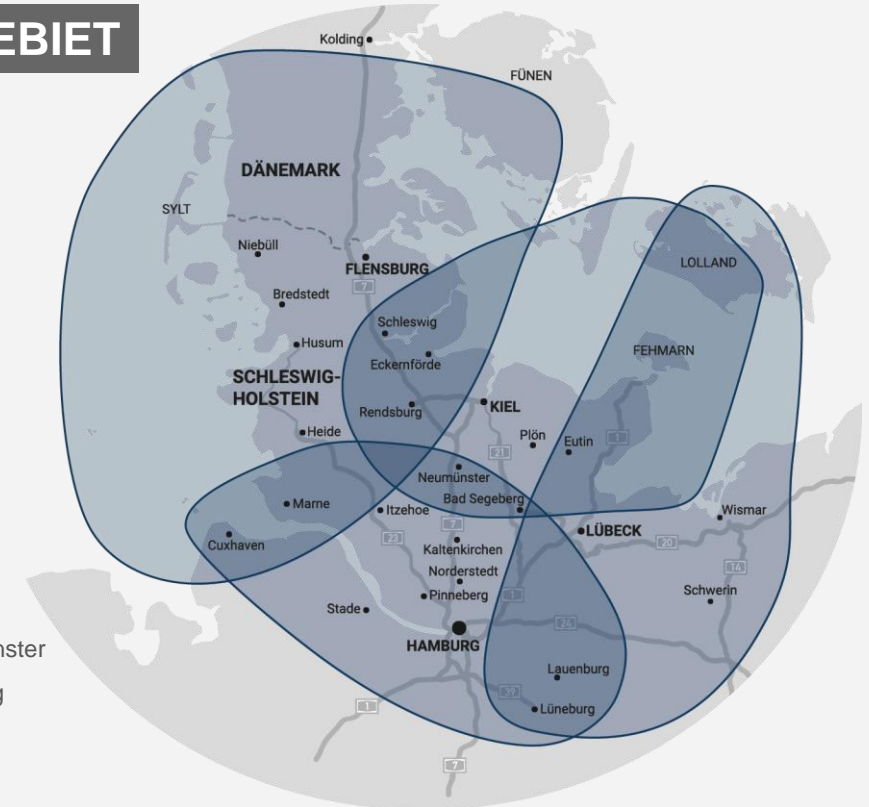 EBIET
Kolding
FÜNEN
DÄNEMARK
SYLT
Niebüll
FLENSBURG
7
LOLLAND
Bredstedt
Schleswig
Husum
Eckernförde
FEHMARN
SCHLESWIG-
HOLSTEIN
Rendsburg
KIEL
Heide
Plön
Eutin
1
21
Neumünster
Bad Segeberg
Marne
Itzehoe
Wismar
7
LÜBECK
Cuxhaven
23
20
Kaltenkirchen
14
Norderstedt
Schwerin
Pinneberg
1
Stade
24
HAMBURG
nster
Lauenburg
g
39
1
Lüneburg
7